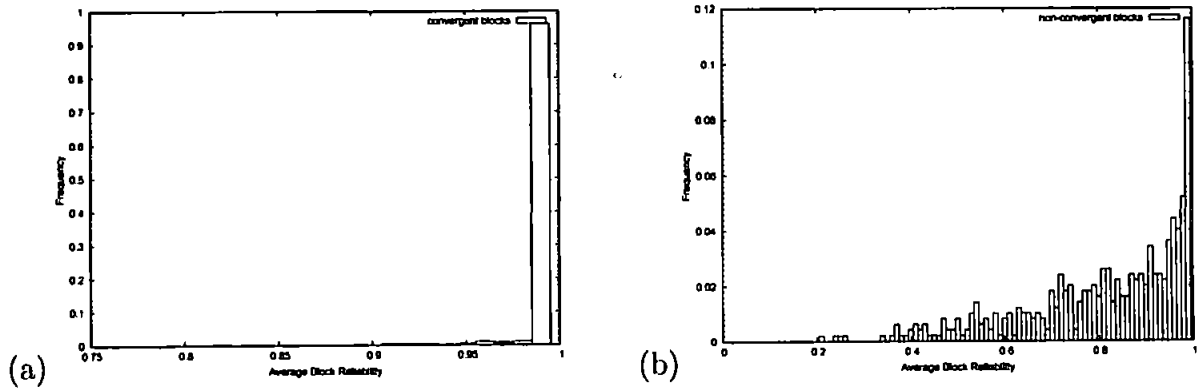 convergent blocks
1
0.9
0.8
0.7
0.6
0.5
0.4
0.3
0.2
0.1
0
Frequency
0.75 0.8 0.85 0.9 0.95 1
Average Block Reliability
(a)
non-convergent blocks
0.12
0.1
0.08
0.06
0.04
0.02
0
Frequency
0 0.2 0.4 0.6 0.8 1
Average Block Reliability
(b)